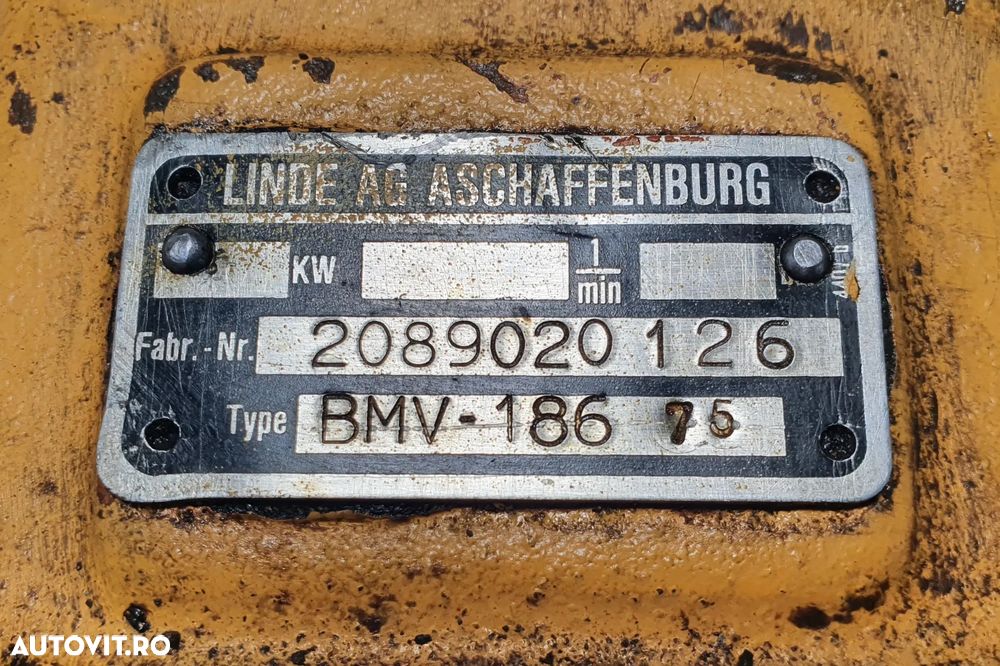 LINDE AG ASCHAFFENBURG
KW 1/min
Fabr.-Nr. 2089020 126
Type BMV-186 75
AUTOVIT.RO